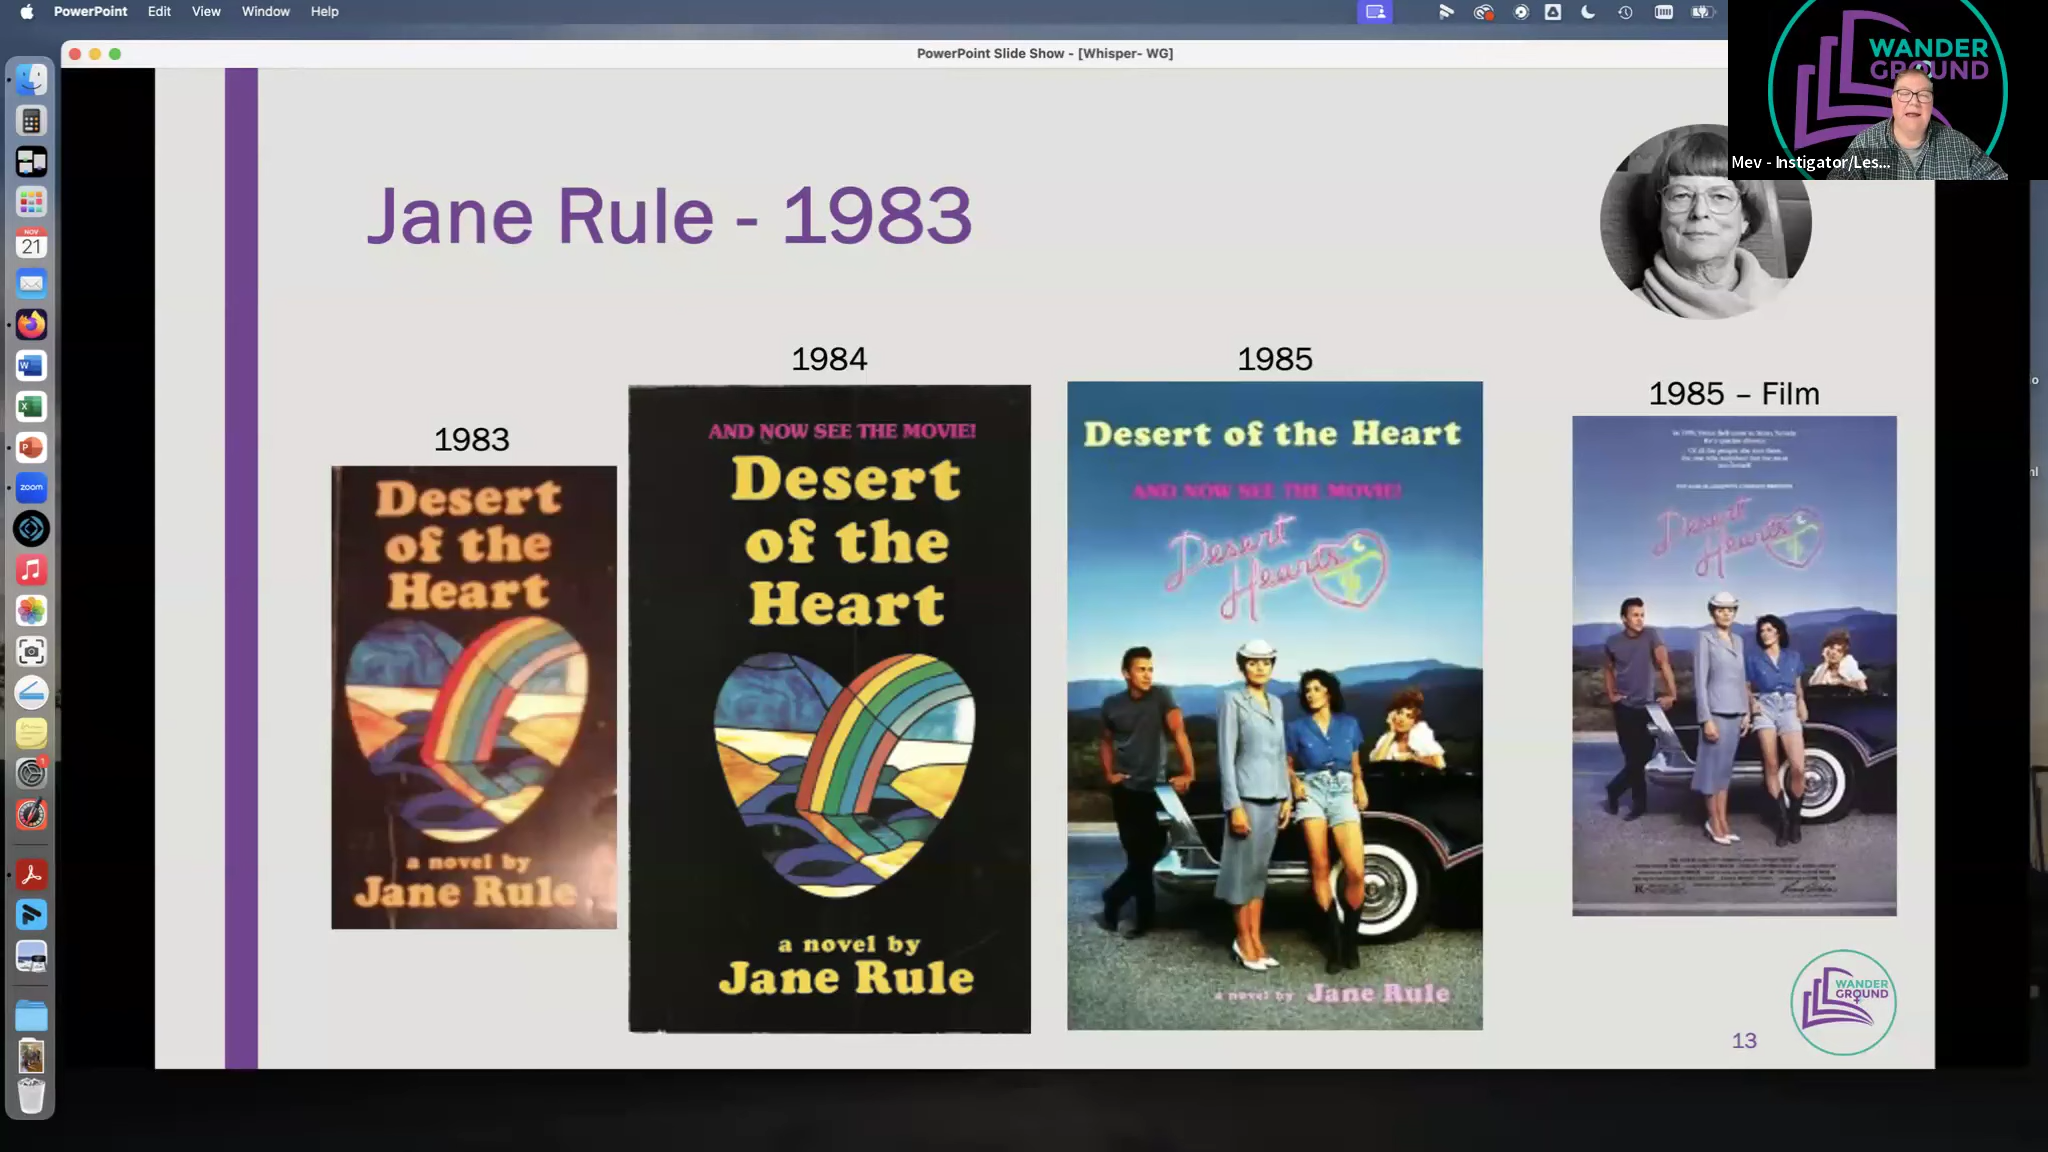 PowerPoint Edit View Window Help
PowerPoint Slide Show - [Whisper- WG]
WANDER
GROUND
Mev - Instigator/Les...
NOV
21
zoom
Jane Rule - 1983
1983
Desert
of the
Heart
a novel by
Jane Rule
1984
AND NOW SEE THE MOVIE!
Desert
of the
Heart
a novel by
Jane Rule
1985
Desert of the Heart
AND NOW SEE THE MOVIE!
Desert
Hearts
a novel by Jane Rule
1985 – Film
Desert
Hearts
R
WANDER
GROUND
13